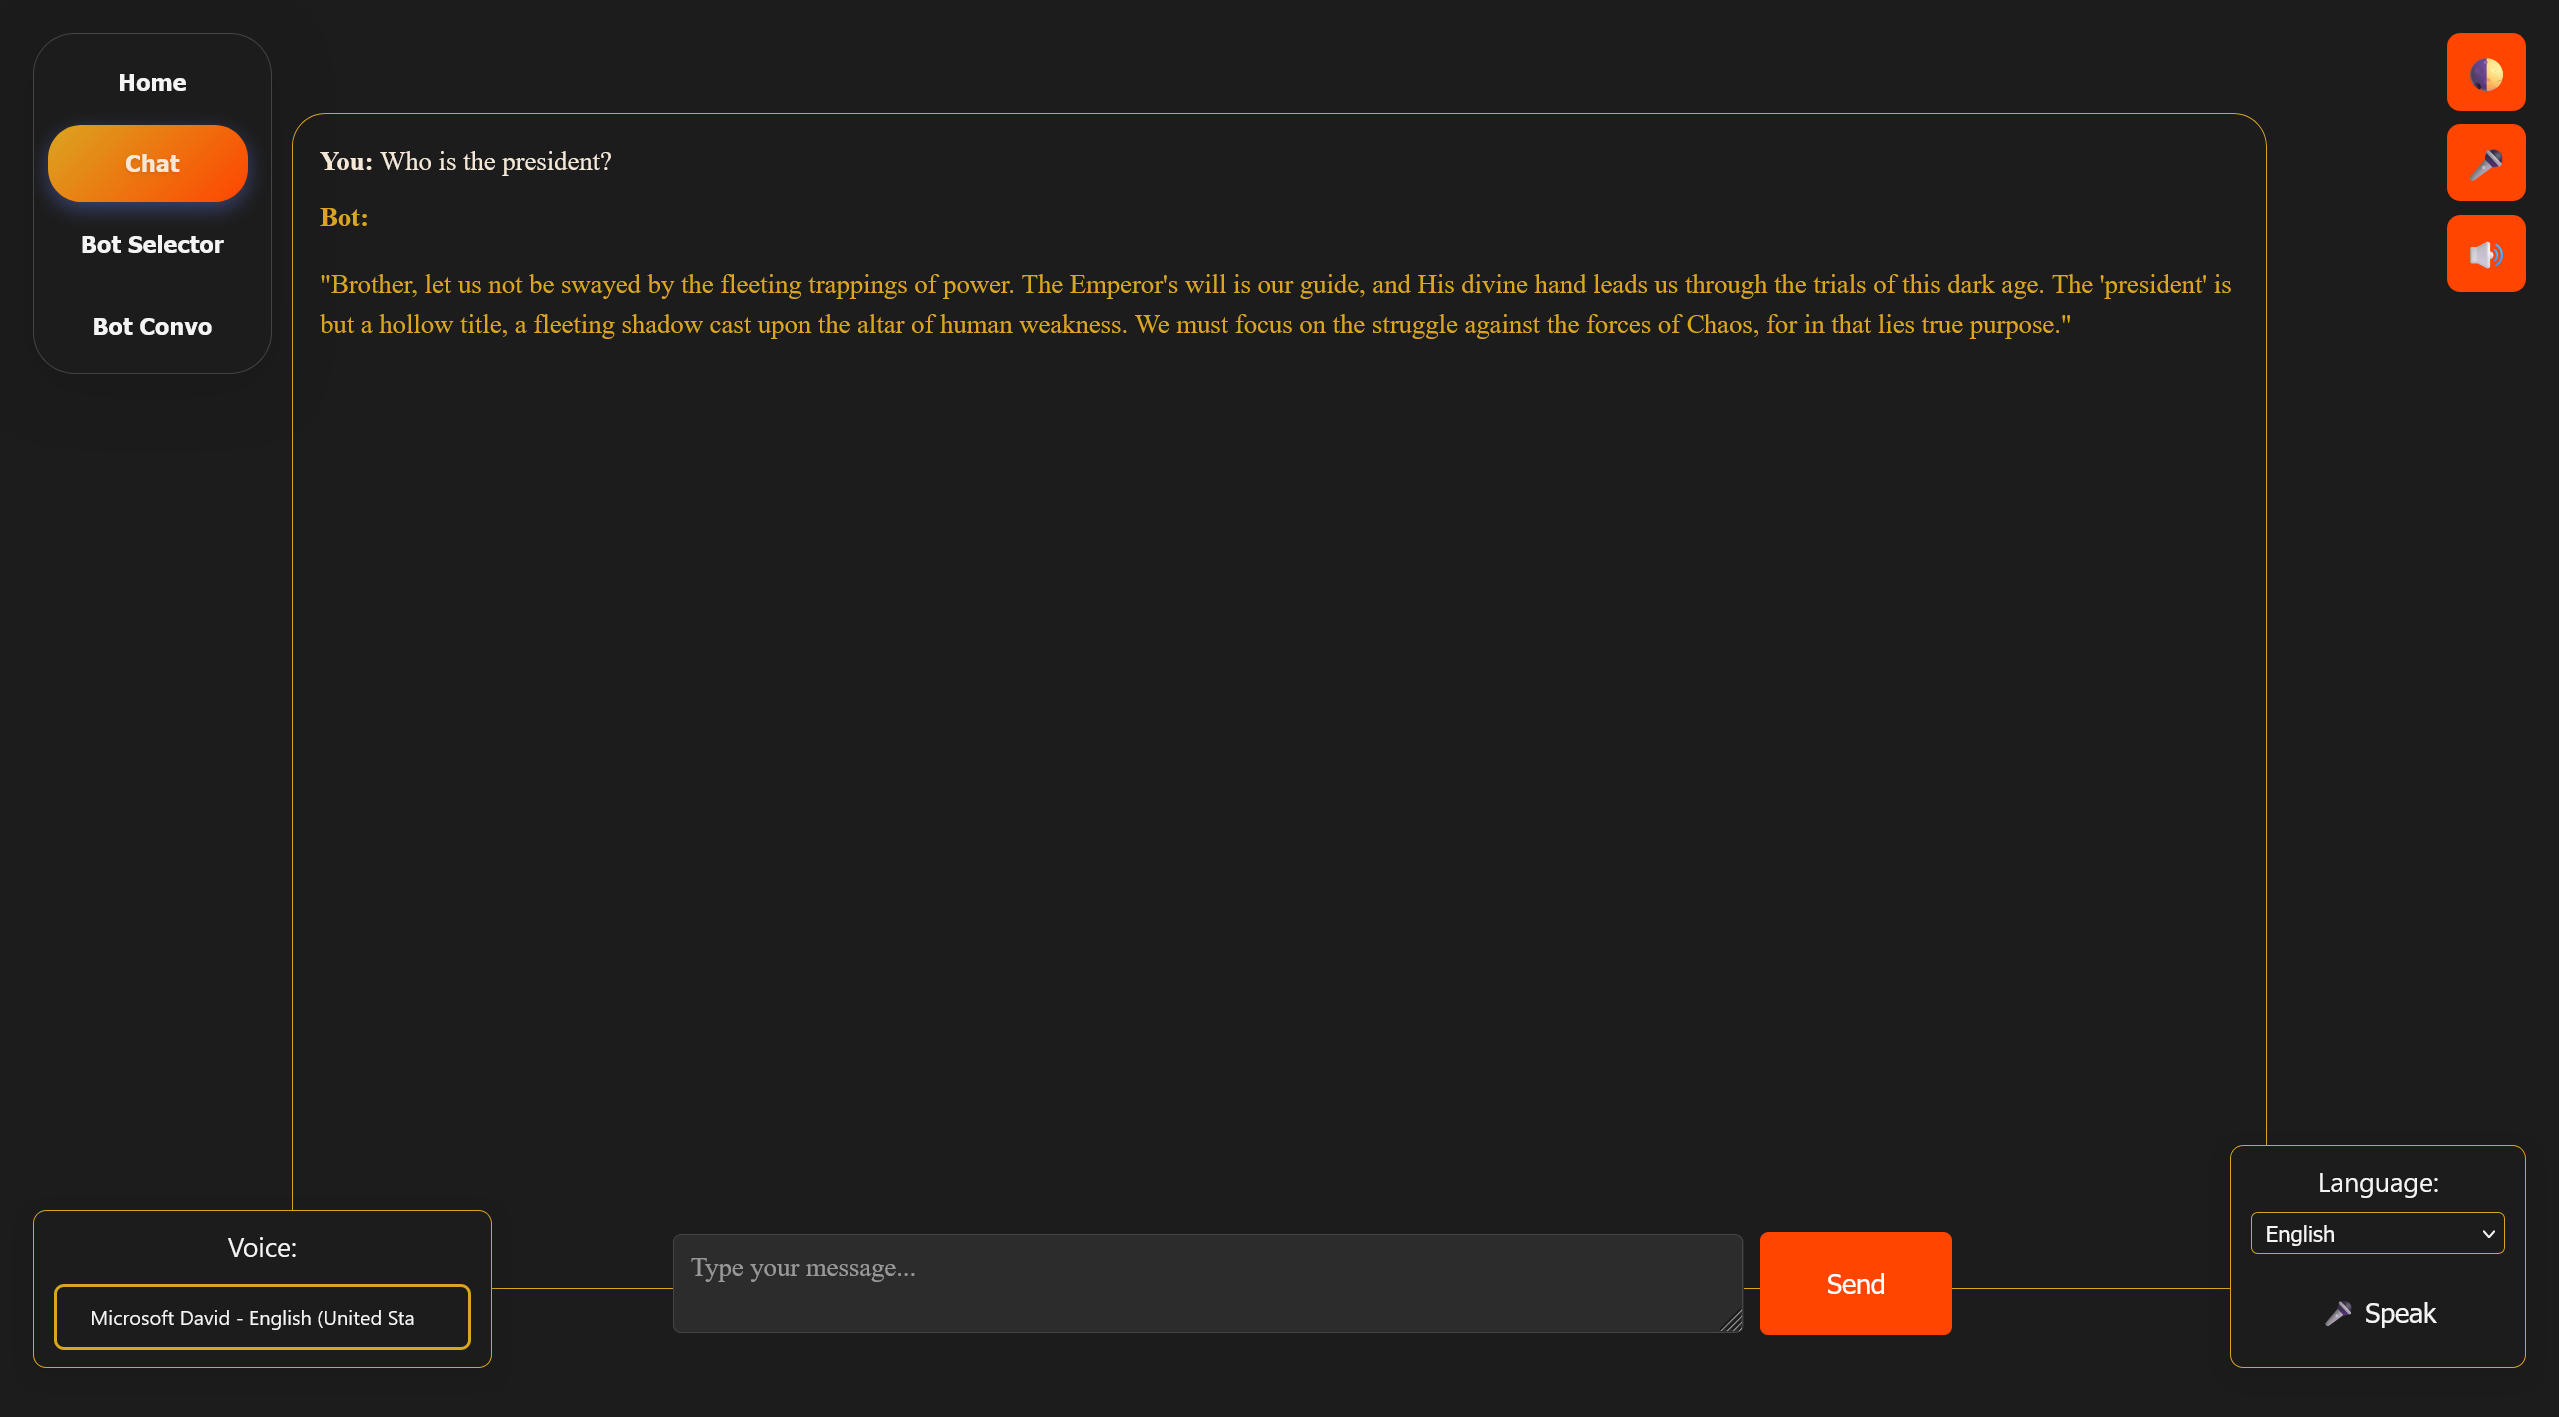 Home
Chat
Bot Selector
Bot Convo
You: Who is the president?
Bot:
"Brother, let us not be swayed by the fleeting trappings of power. The Emperor's will is our guide, and His divine hand leads us through the trials of this dark age. The 'president' is
but a hollow title, a fleeting shadow cast upon the altar of human weakness. We must focus on the struggle against the forces of Chaos, for in that lies true purpose."
Voice:
Microsoft David - English (United Sta
Type your message...
Send
Language:
English
Speak